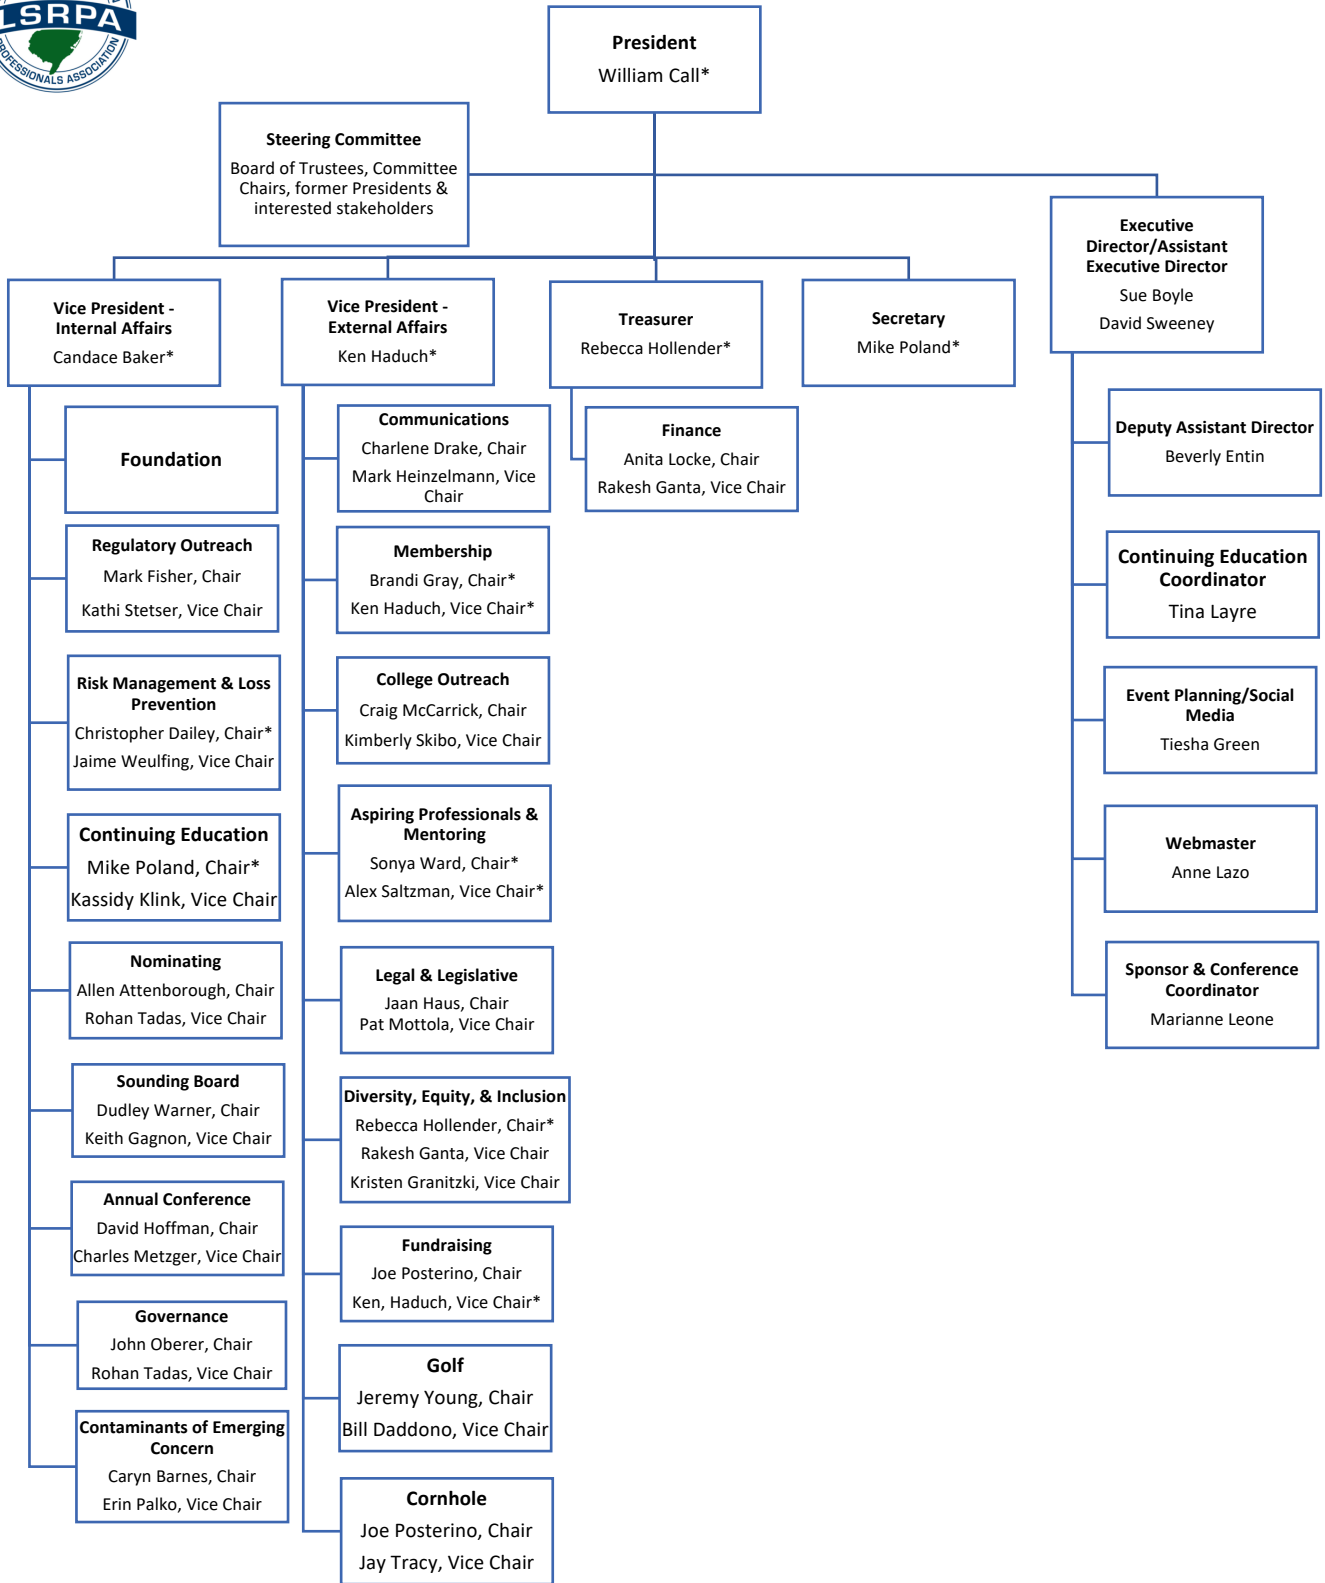 LSRPA
PROFESSIONALS ASSOCIATION
President
William Call*
Steering Committee
Board of Trustees, Committee
Chairs, former Presidents &
interested stakeholders
Executive
Director/Assistant
Executive Director
Sue Boyle
David Sweeney
Vice President -
Internal Affairs
Candace Baker*
Vice President -
External Affairs
Ken Haduch*
Treasurer
Rebecca Hollender*
Secretary
Mike Poland*
Foundation
Regulatory Outreach
Mark Fisher, Chair
Kathi Stetser, Vice Chair
Risk Management & Loss
Prevention
Christopher Dailey, Chair*
Jaime Weulfing, Vice Chair
Continuing Education
Mike Poland, Chair*
Kassidy Klink, Vice Chair
Nominating
Allen Attenborough, Chair
Rohan Tadas, Vice Chair
Sounding Board
Dudley Warner, Chair
Keith Gagnon, Vice Chair
Annual Conference
David Hoffman, Chair
Charles Metzger, Vice Chair
Governance
John Oberer, Chair
Rohan Tadas, Vice Chair
Contaminants of Emerging
Concern
Caryn Barnes, Chair
Erin Palko, Vice Chair
Communications
Charlene Drake, Chair
Mark Heinzelmann, Vice
Chair
Membership
Brandi Gray, Chair*
Ken Haduch, Vice Chair*
College Outreach
Craig McCarrick, Chair
Kimberly Skibo, Vice Chair
Aspiring Professionals &
Mentoring
Sonya Ward, Chair*
Alex Saltzman, Vice Chair*
Legal & Legislative
Jaan Haus, Chair
Pat Mottola, Vice Chair
Diversity, Equity, & Inclusion
Rebecca Hollender, Chair*
Rakesh Ganta, Vice Chair
Kristen Granitzki, Vice Chair
Fundraising
Joe Posterino, Chair
Ken, Haduch, Vice Chair*
Golf
Jeremy Young, Chair
Bill Daddono, Vice Chair
Cornhole
Joe Posterino, Chair
Jay Tracy, Vice Chair
Finance
Anita Locke, Chair
Rakesh Ganta, Vice Chair
Deputy Assistant Director
Beverly Entin
Continuing Education
Coordinator
Tina Layre
Event Planning/Social
Media
Tiesha Green
Webmaster
Anne Lazo
Sponsor & Conference
Coordinator
Marianne Leone